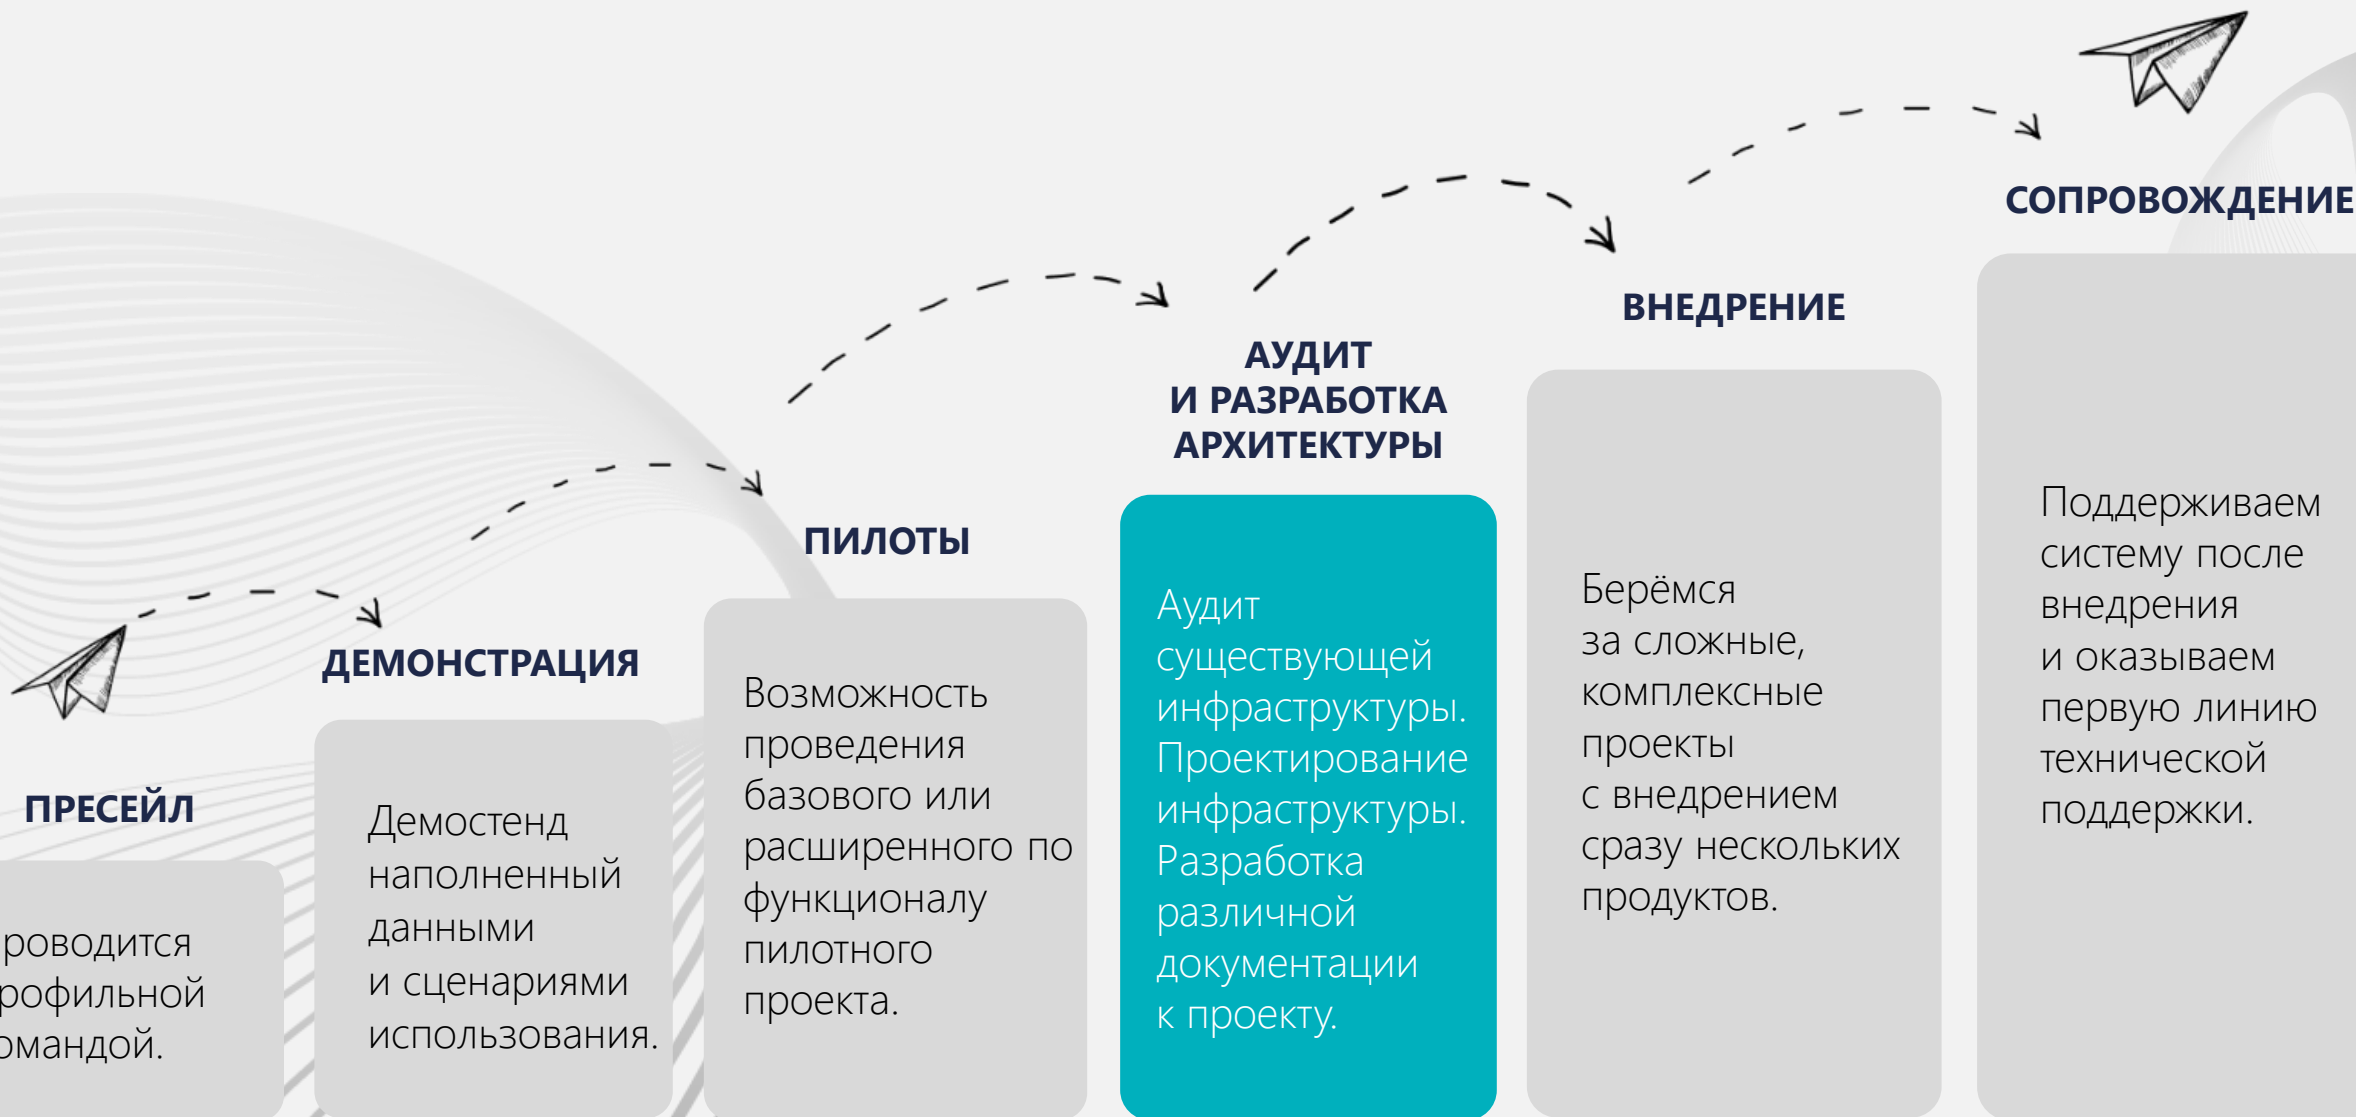 ПРЕСЕЙЛ
роводится
рофильной
омандой.
ДЕМОНСТРАЦИЯ
Демостенд
наполненный
данными
и сценариями
использования.
ПИЛОТЫ
Возможность
проведения
базового или
расширенного по
функционалу
пилотного
проекта.
АУДИТ
И РАЗРАБОТКА
АРХИТЕКТУРЫ
Аудит
существующей
инфраструктуры.
Проектирование
инфраструктуры.
Разработка
различной
документации
к проекту.
ВНЕДРЕНИЕ
Берёмся
за сложные,
комплексные
проекты
с внедрением
сразу нескольких
продуктов.
СОПРОВОЖДЕНИЕ
Поддерживаем
систему после
внедрения
и оказываем
первую линию
технической
поддержки.